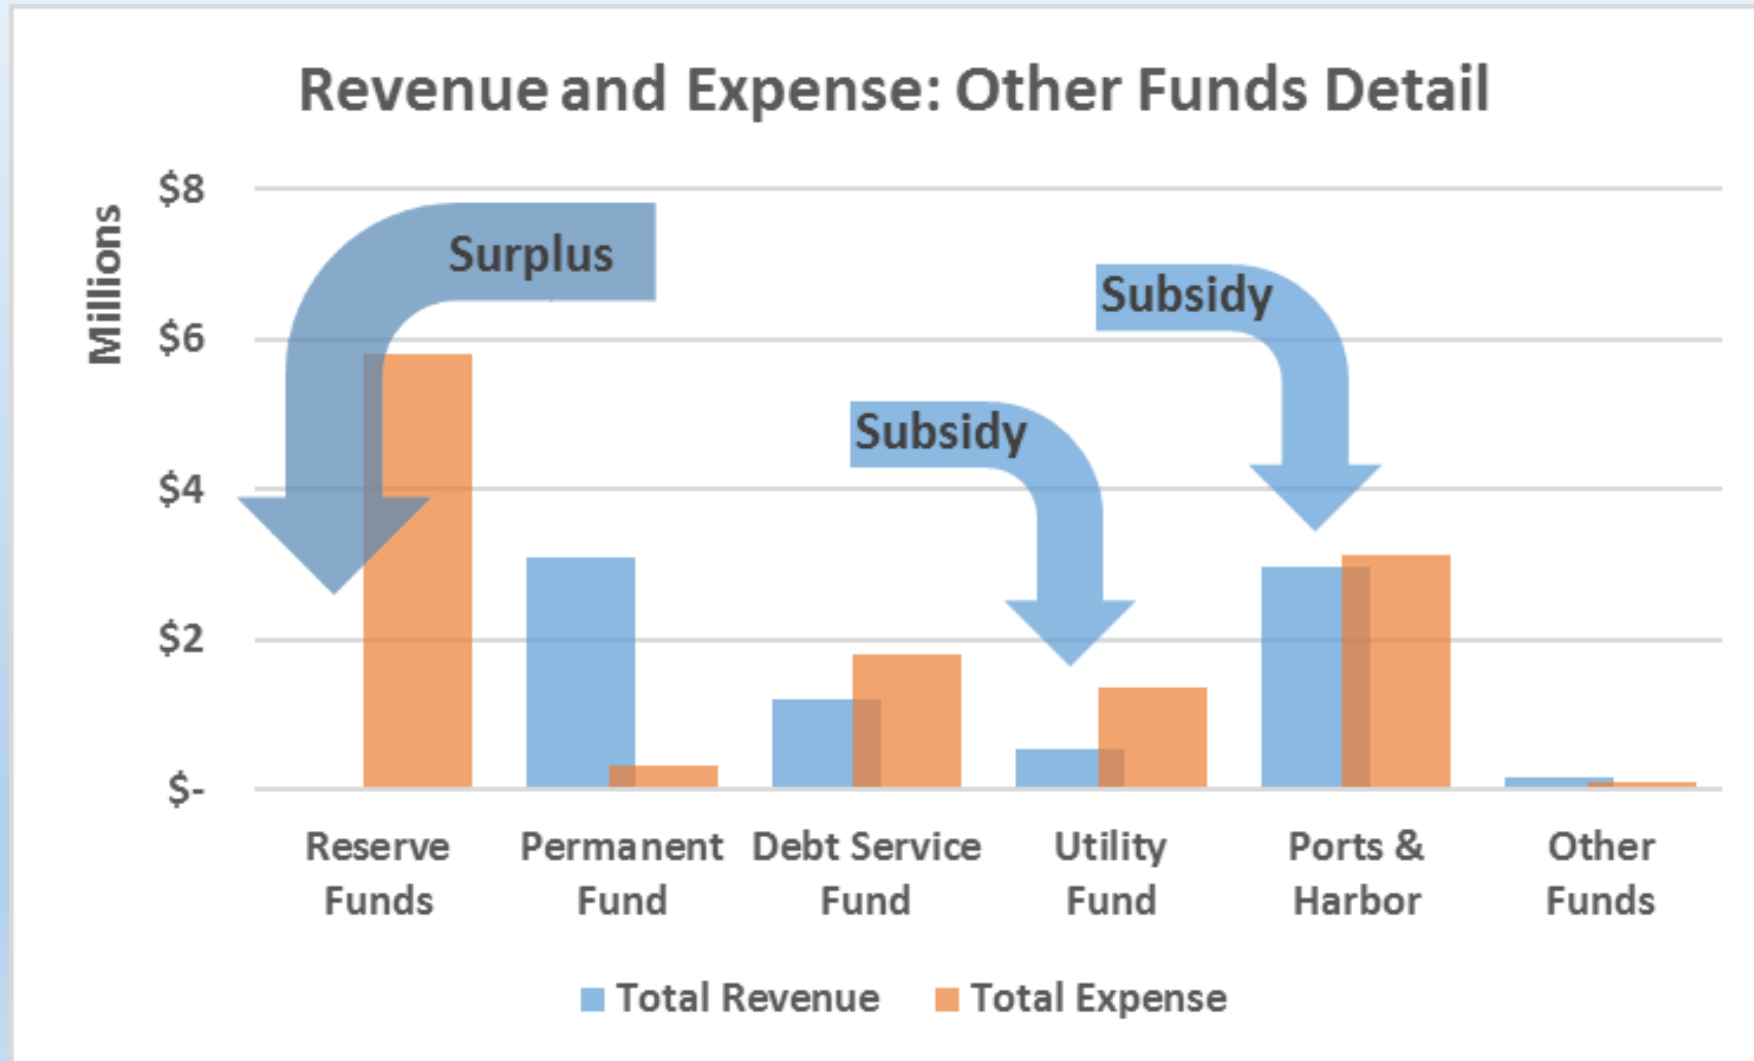 Revenue and Expense: Other Funds Detail
Millions
$8
$6
$4
$2
$-
Surplus
Subsidy
Subsidy
Reserve
Funds
Permanent
Fund
Debt Service
Fund
Utility
Fund
Ports &
Harbor
Other
Funds
Total Revenue
Total Expense